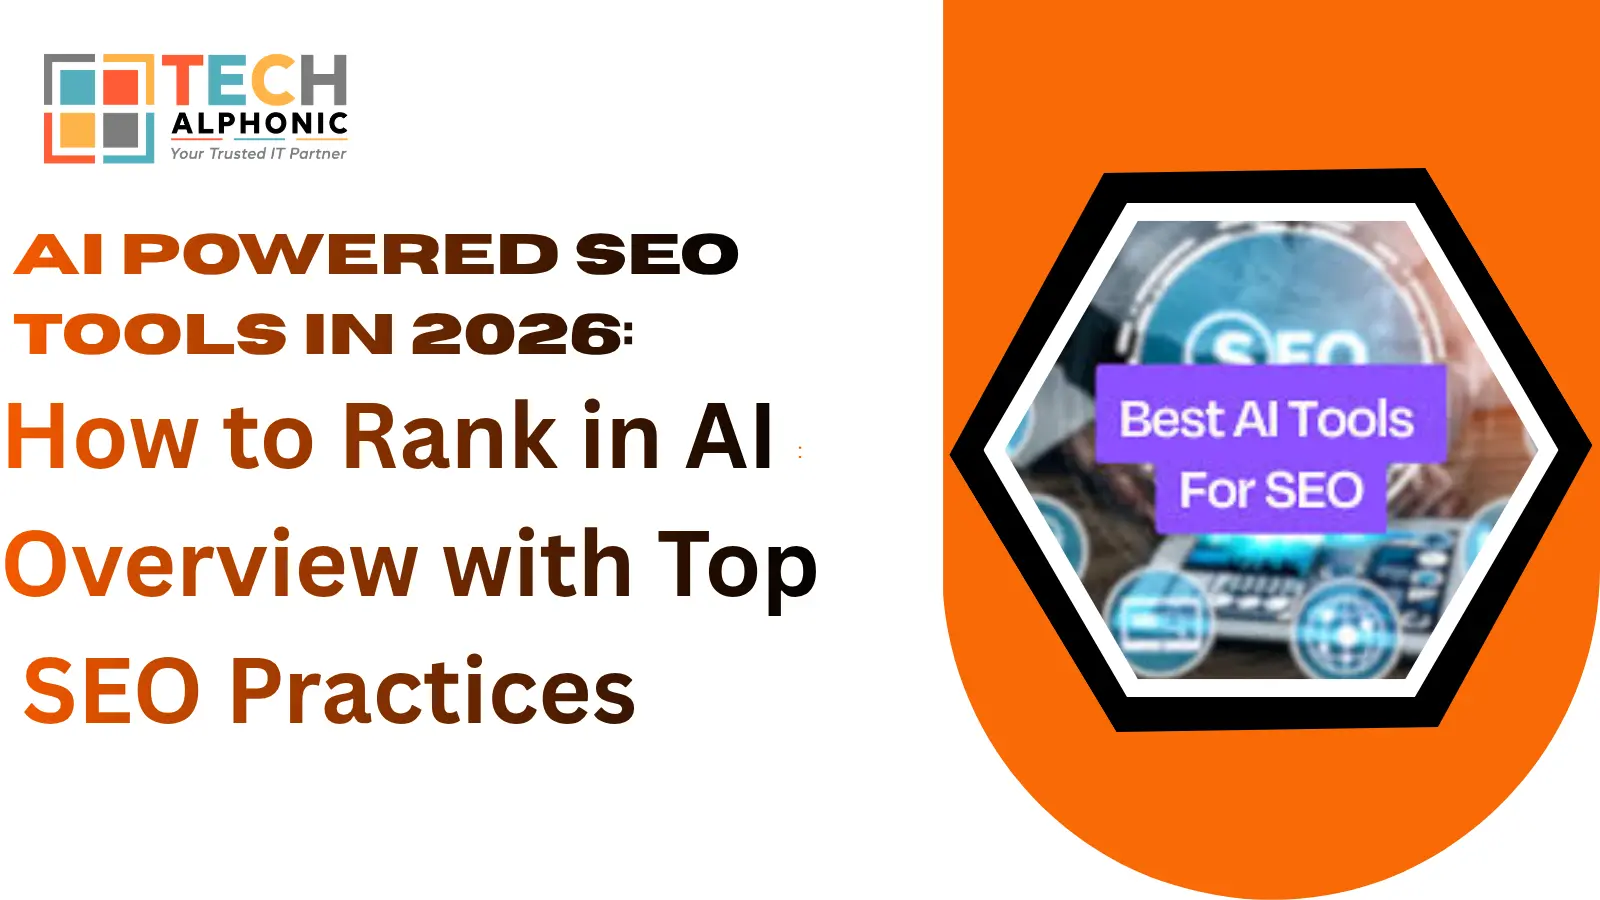 TECH
ALPHONIC
Your Trusted IT Partner
AI POWERED SEO
TOOLS IN 2026:
How to Rank in AI :
Overview with Top
SEO Practices
SEO
Best AI Tools
For SEO